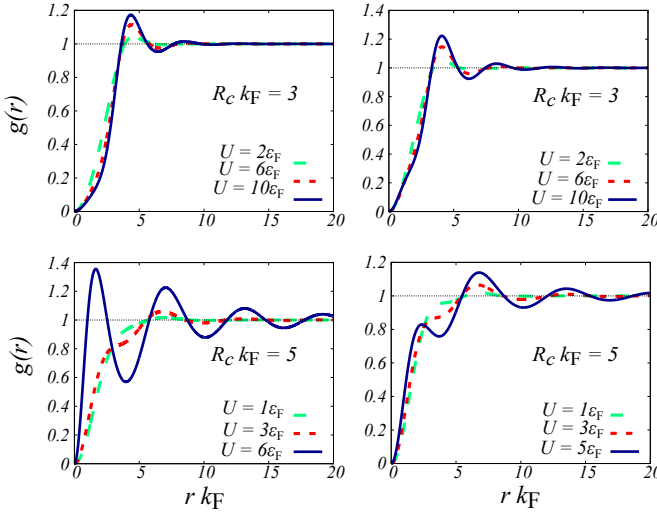 1.2
1
0.8
0.6
0.4
0.2
0
0 5 10 15 20
g(r)
R_c k_F = 3
U = 2ε_F
U = 6ε_F
U = 10ε_F
1.4
1.2
1
0.8
0.6
0.4
0.2
0
0 5 10 15 20
R_c k_F = 3
U = 2ε_F
U = 6ε_F
U = 10ε_F
1.4
1.2
1
0.8
0.6
0.4
0.2
0
0 5 10 15 20
g(r)
R_c k_F = 5
U = 1ε_F
U = 3ε_F
U = 6ε_F
r k_F
1.2
1
0.8
0.6
0.4
0.2
0
0 5 10 15 20
R_c k_F = 5
U = 1ε_F
U = 3ε_F
U = 5ε_F
r k_F